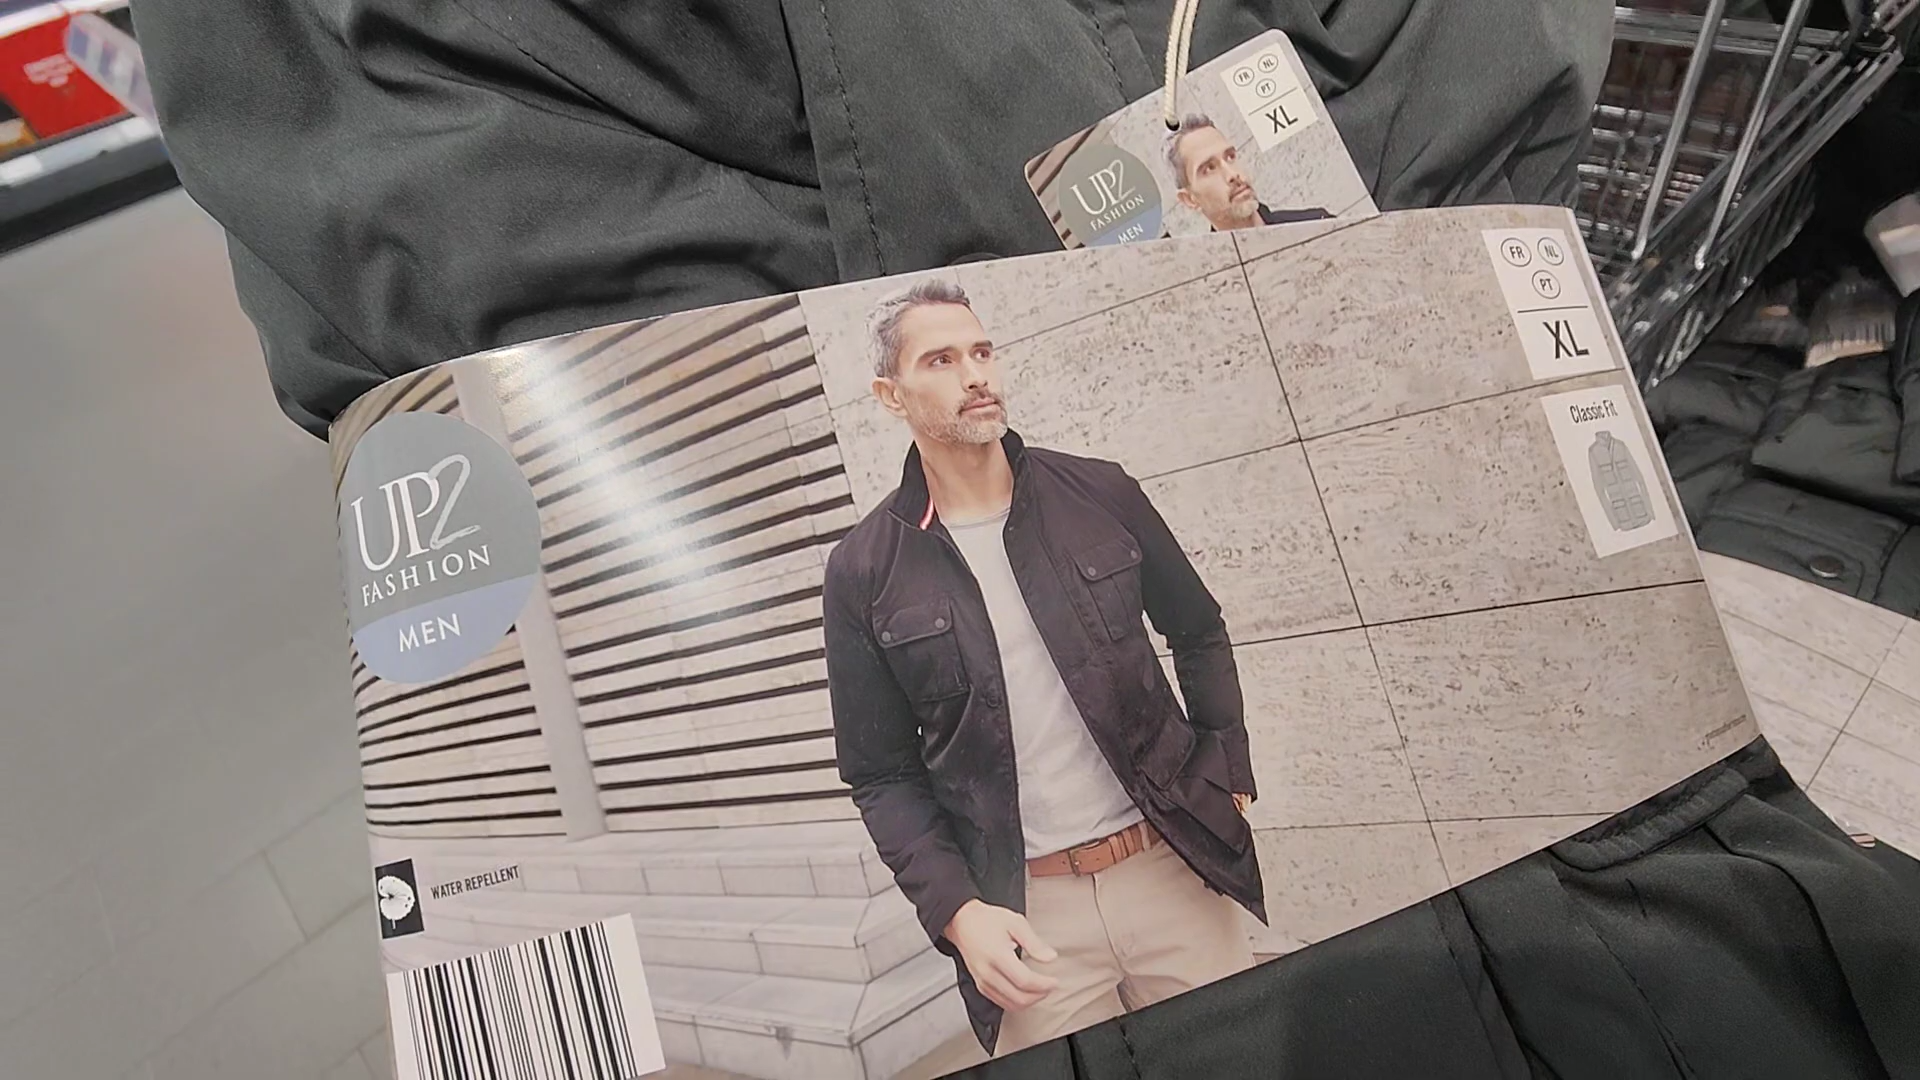 FR NL
PT
XL
UP2
FASHION
MEN
FR NL
PT
XL
Classic Fit
UP2
FASHION
MEN
WATER REPELLENT